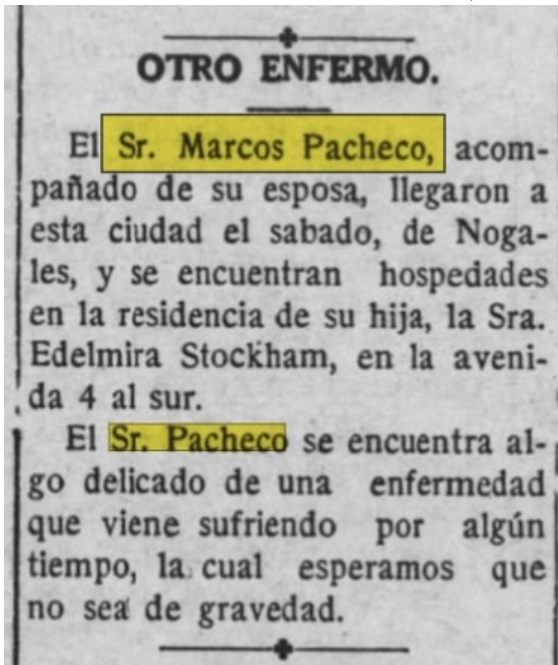 OTRO ENFERMO.
El Sr. Marcos Pacheco, acom-
pañado de su esposa, llegaron a
esta ciudad el sabado, de Noga-
les, y se encuentran hospedades
en la residencia de su hija, la Sra.
Edelmira Stockham, en la aveni-
da 4 al sur.
El Sr. Pacheco se encuentra al-
go delicado de una enfermedad
que viene sufriendo por algún
tiempo, la cual esperamos que
no sea de gravedad.